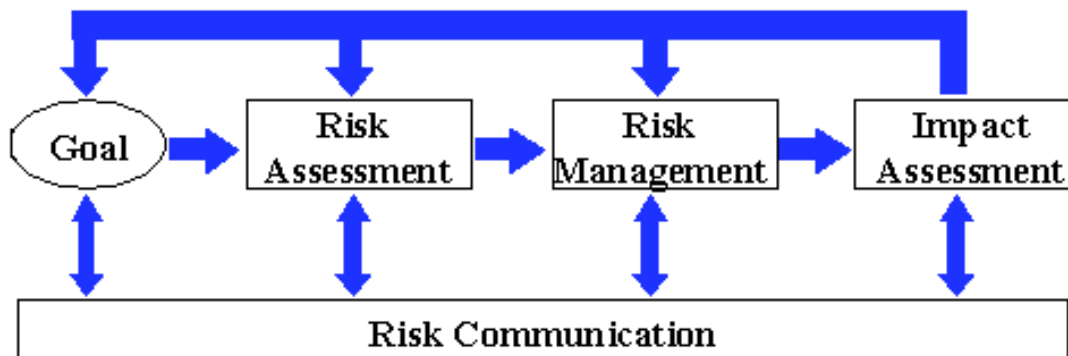 Goal
Risk
Assessment
Risk
Management
Impact
Assessment
Risk Communication